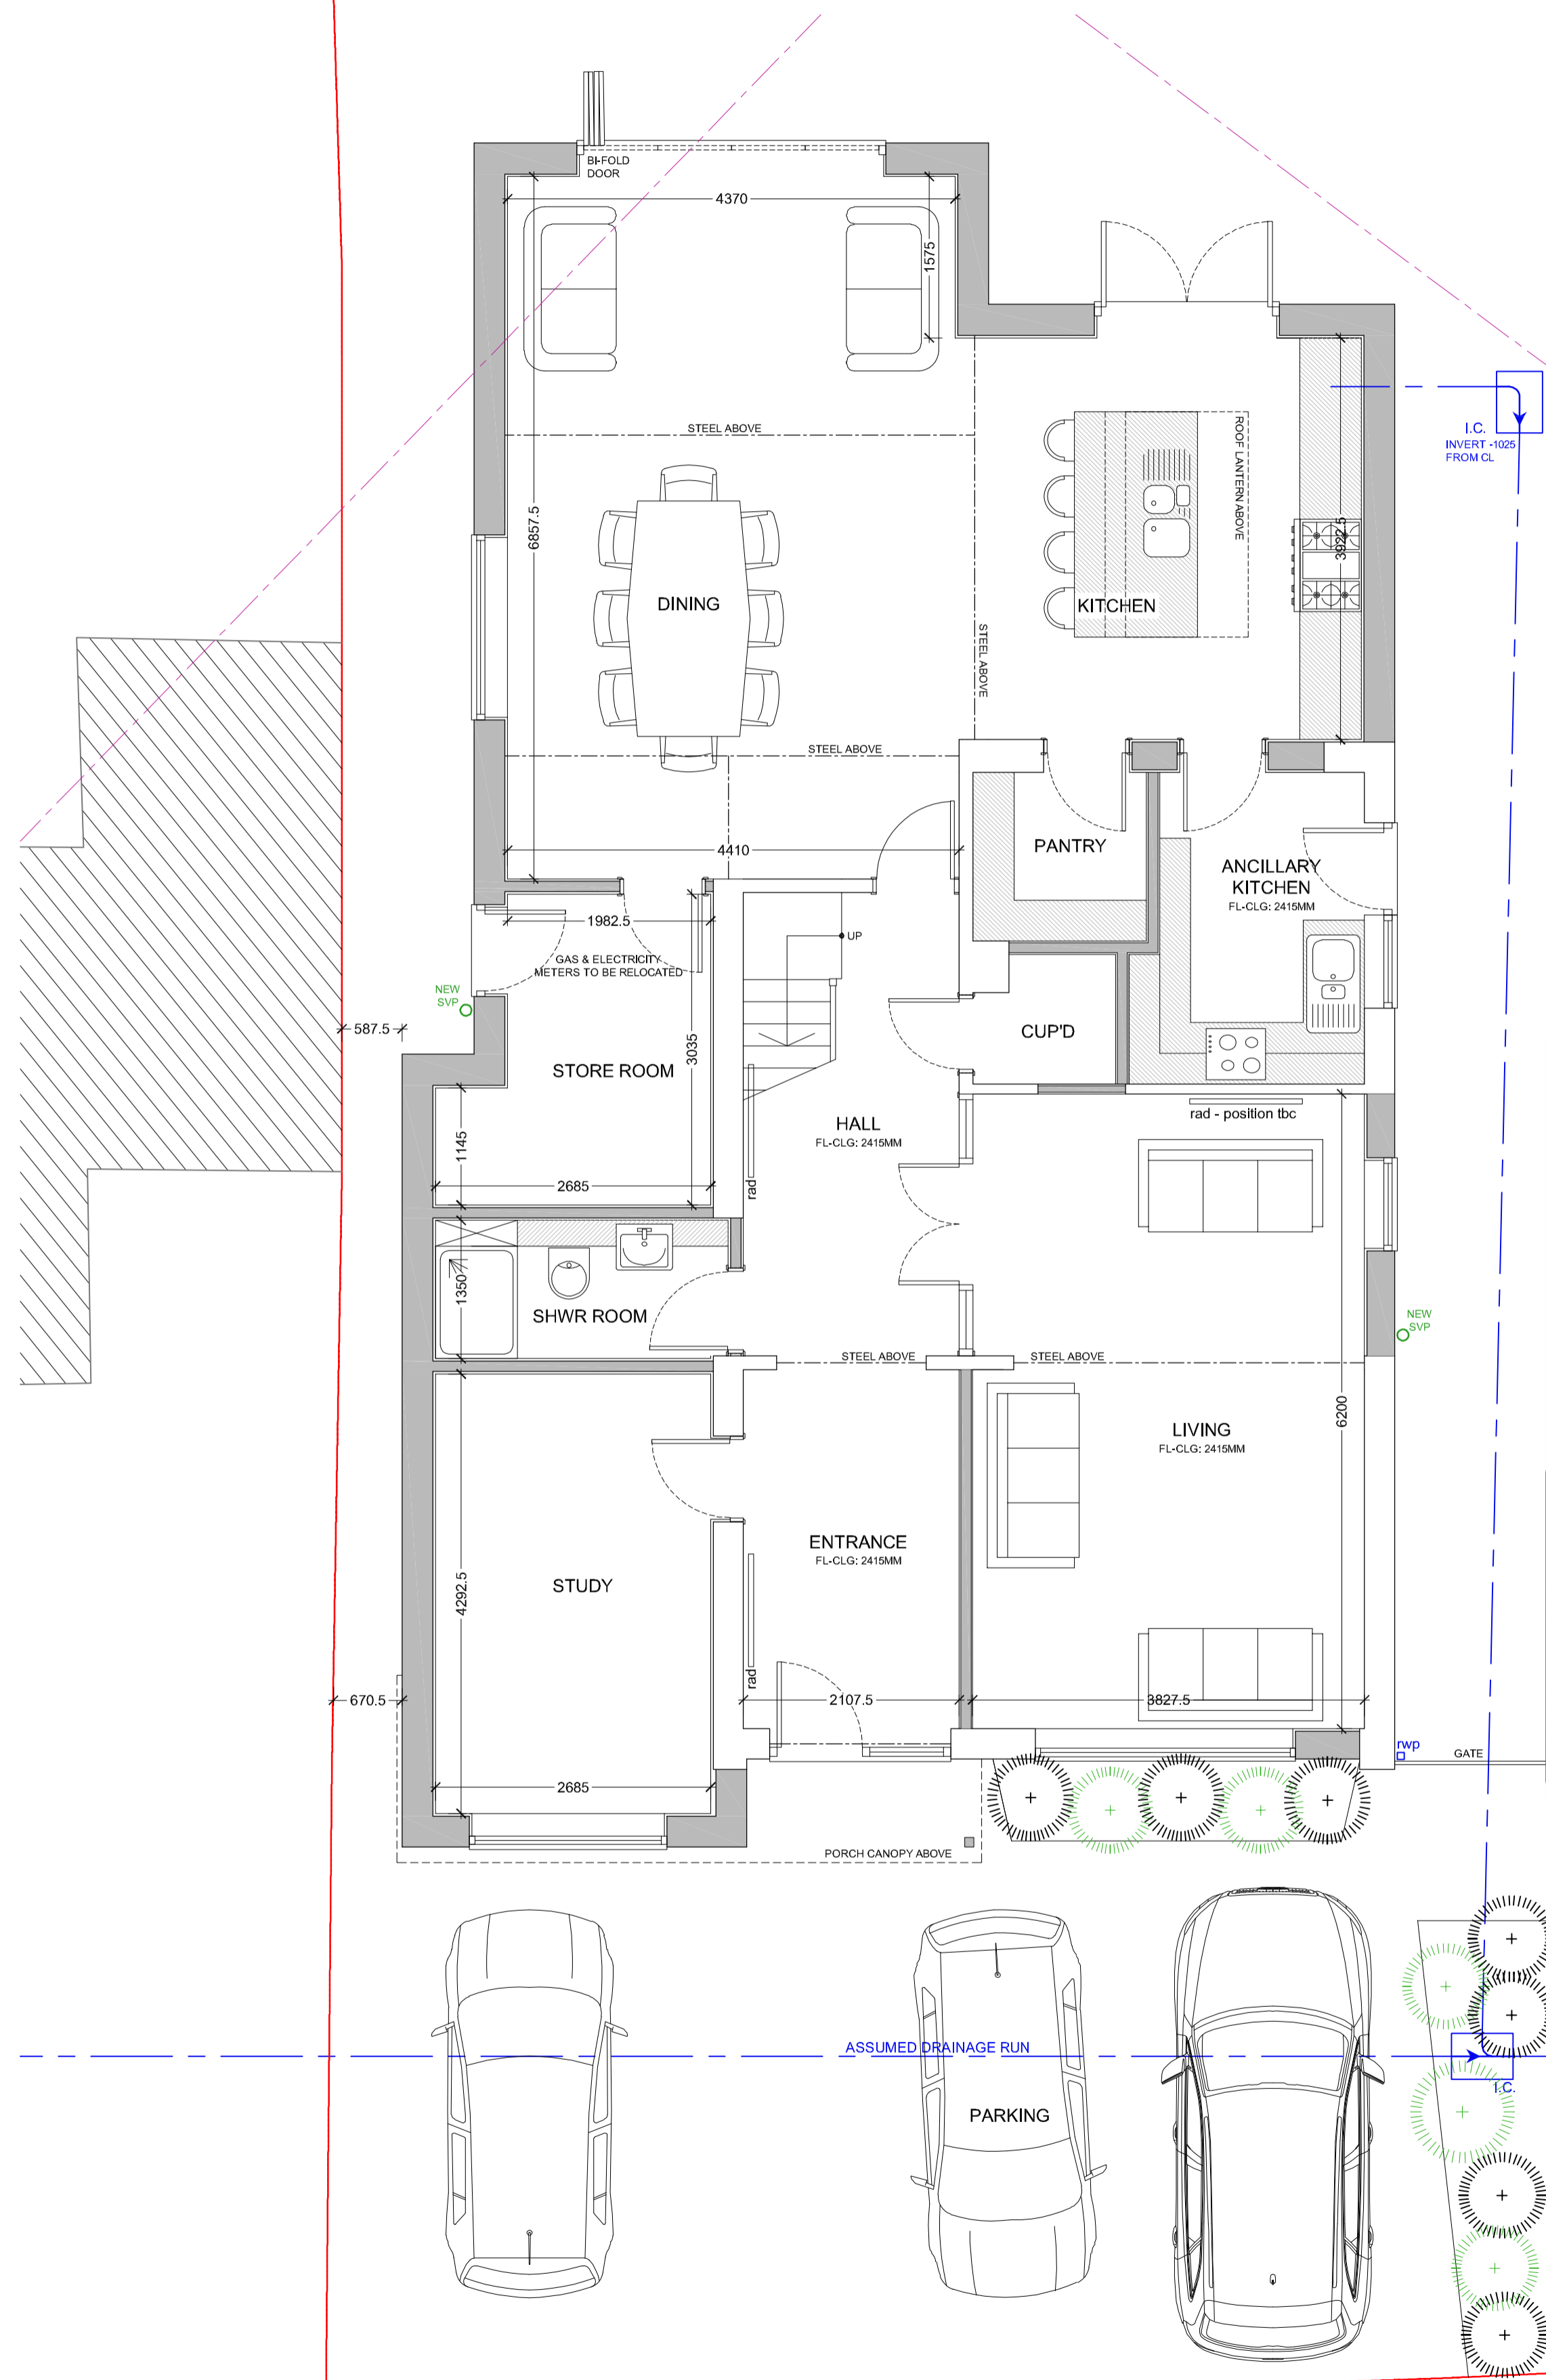 BI-FOLD
DOOR
4370
1575
I.C.
INVERT -1025
FROM CL
STEEL ABOVE
ROOF LANTERN ABOVE
6857.5
3922.5
DINING
KITCHEN
STEEL ABOVE
STEEL ABOVE
4410
PANTRY
ANCILLARY
KITCHEN
FL-CLG: 2415MM
1982.5
UP
GAS & ELECTRICITY
METERS TO BE RELOCATED
NEW
SVP
587.5
CUP'D
3035
STORE ROOM
rad - position tbc
HALL
FL-CLG: 2415MM
1145
2685
rad
1350
SHWR ROOM
NEW
SVP
STEEL ABOVE
STEEL ABOVE
6200
LIVING
FL-CLG: 2415MM
ENTRANCE
FL-CLG: 2415MM
STUDY
4292.5
rad
670.5
2107.5
3827.5
rwp
GATE
2685
PORCH CANOPY ABOVE
ASSUMED DRAINAGE RUN
I.C.
PARKING